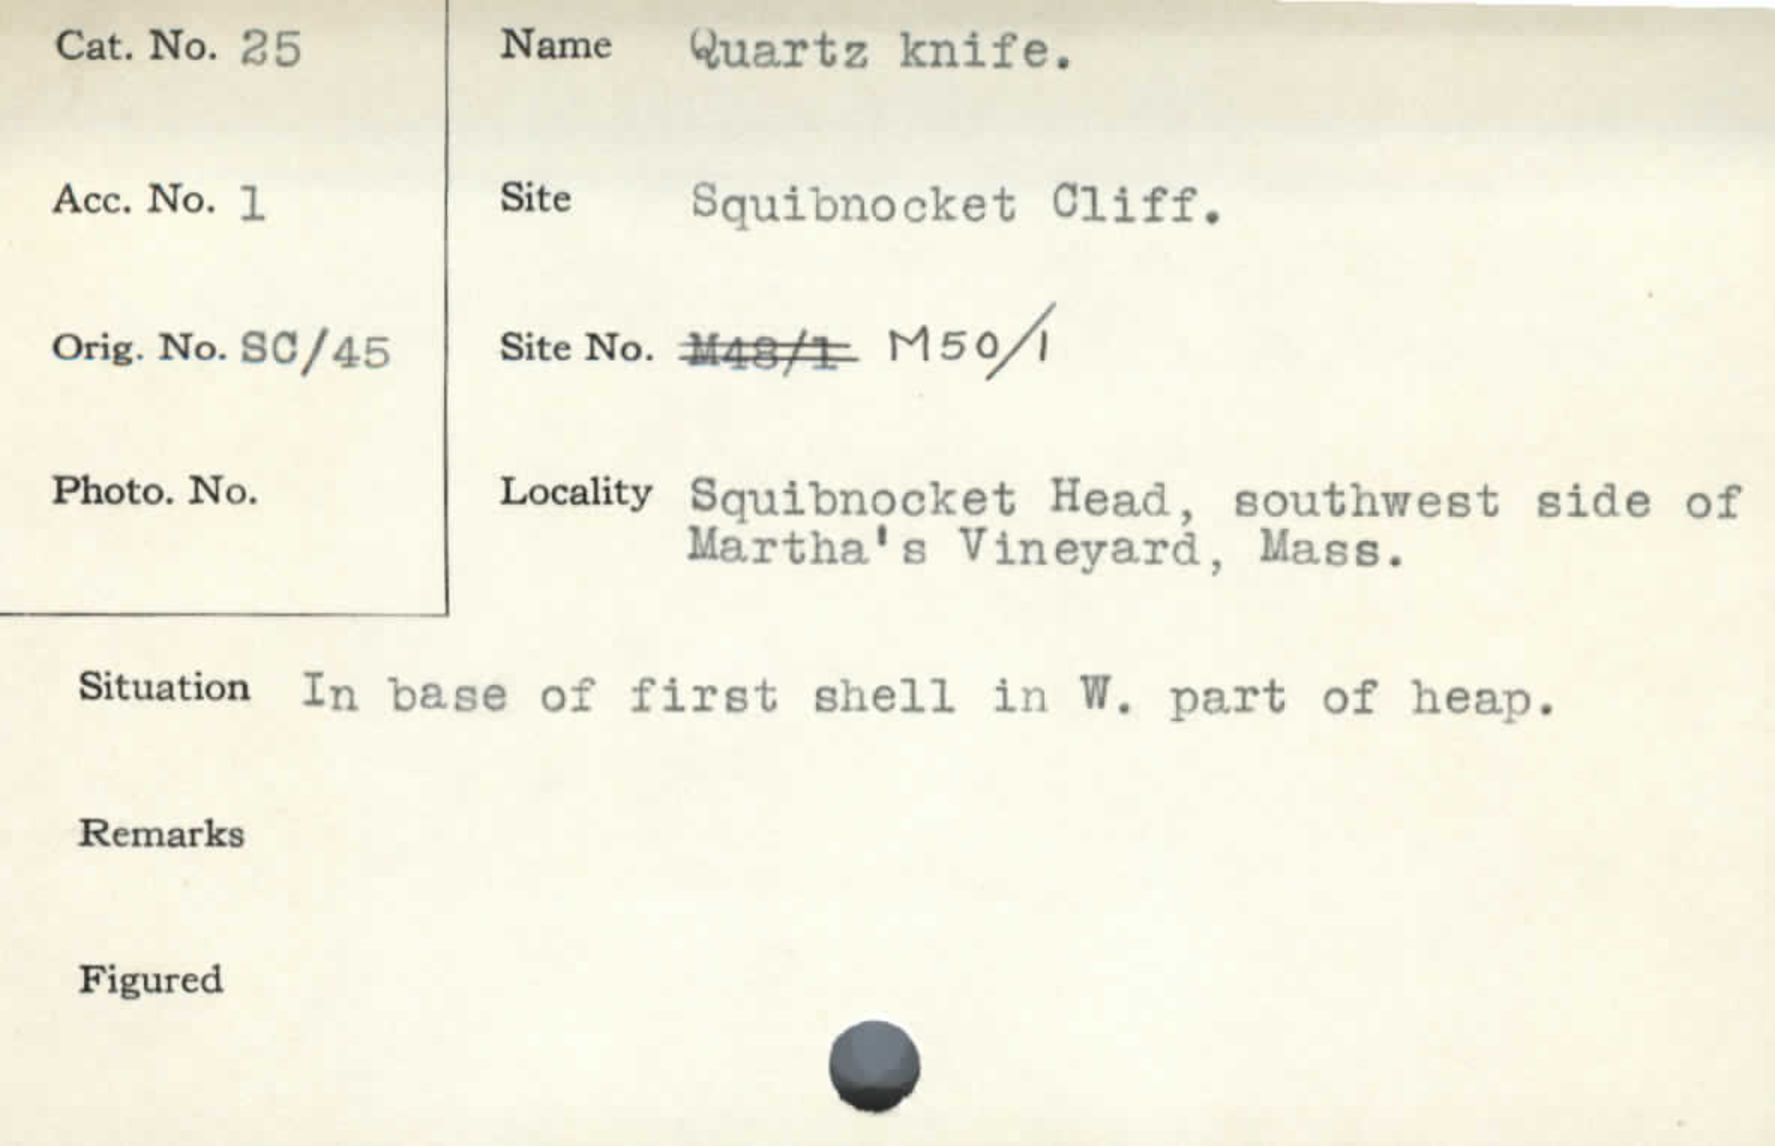 Cat. No. 25
Name Quartz knife.
Acc. No. 1
Site Squibnocket Cliff.
Orig. No. SC/45
Site No. M48/1 M50/1
Photo. No.
Locality Squibnocket Head, southwest side of
Martha's Vineyard, Mass.
Situation In base of first shell in W. part of heap.
Remarks
Figured